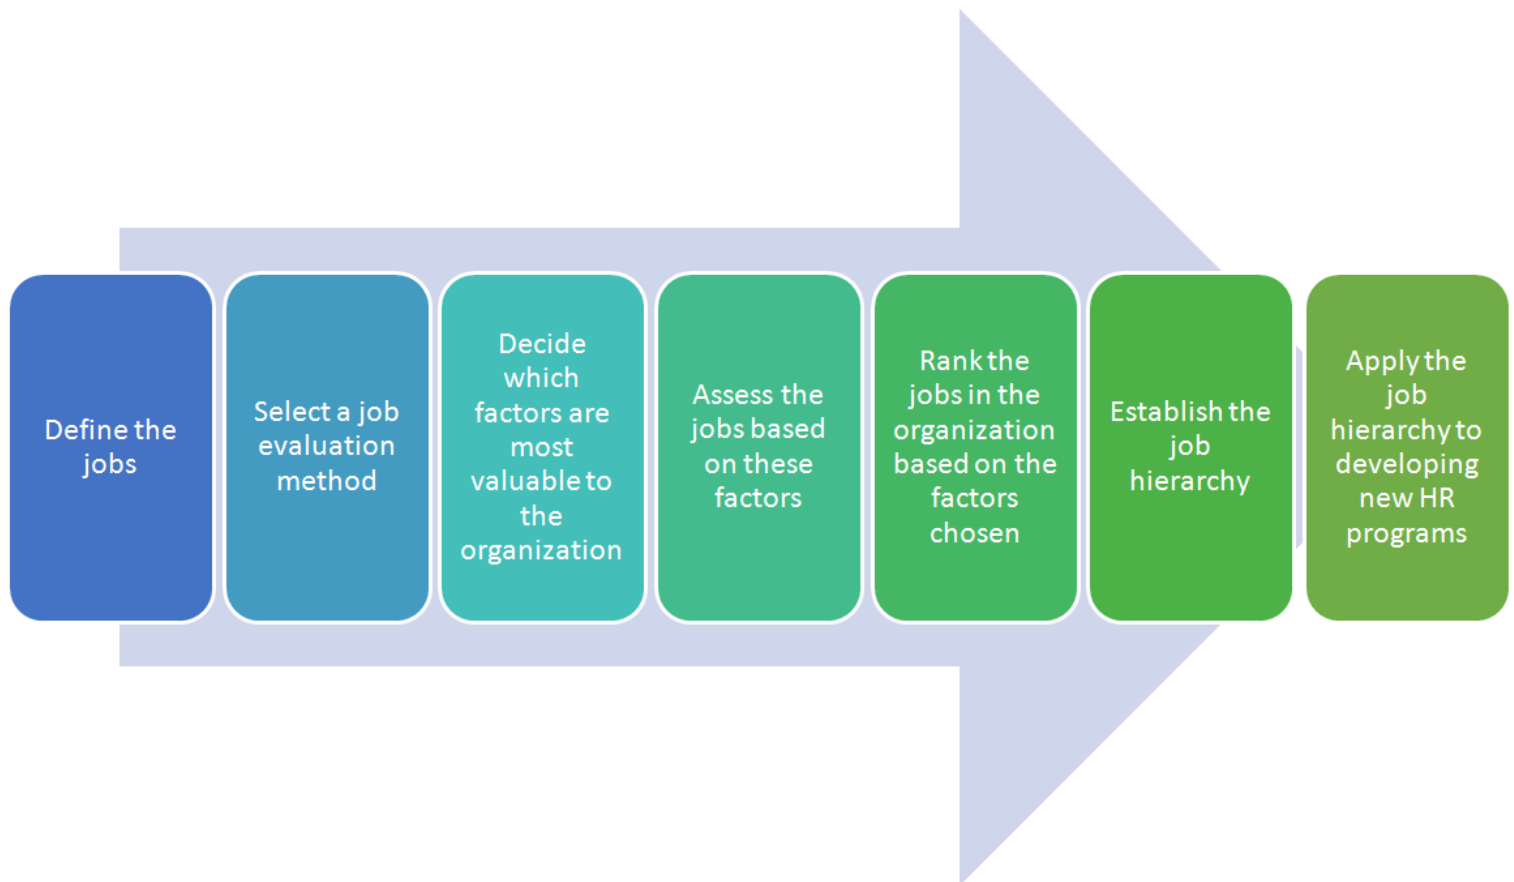 Define the
jobs
Select a job
evaluation
method
Decide
which
factors are
most
valuable to
the
organization
Assess the
jobs based
on these
factors
Rank the
jobs in the
organization
based on the
factors
chosen
Establish the
job
hierarchy
Apply the
job
hierarchy to
developing
new HR
programs